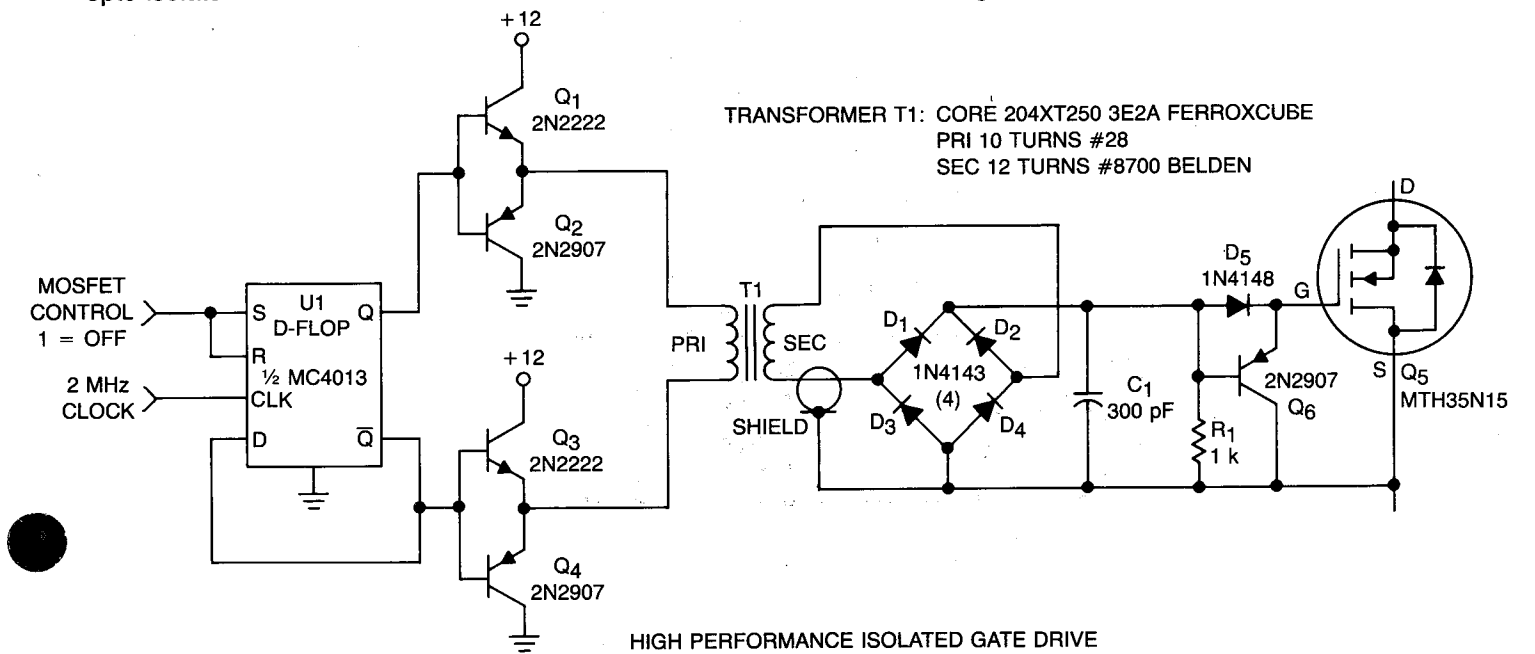 +12
Q1
2N2222
TRANSFORMER T1: CORE 204XT250 3E2A FERROXCUBE
PRI 10 TURNS #28
SEC 12 TURNS #8700 BELDEN
Q2
2N2907
MOSFET
CONTROL
1 = OFF
2 MHz
CLOCK
U1
D-FLOP
½ MC4013
S
R
CLK
D
Q
Q̅
+12
Q3
2N2222
Q4
2N2907
T1
PRI
SEC
SHIELD
D1
D2
1N4143
(4)
D3
D4
C1
300 pF
D5
1N4148
R1
1 k
2N2907
Q6
G
D
S
Q5
MTH35N15
HIGH PERFORMANCE ISOLATED GATE DRIVE